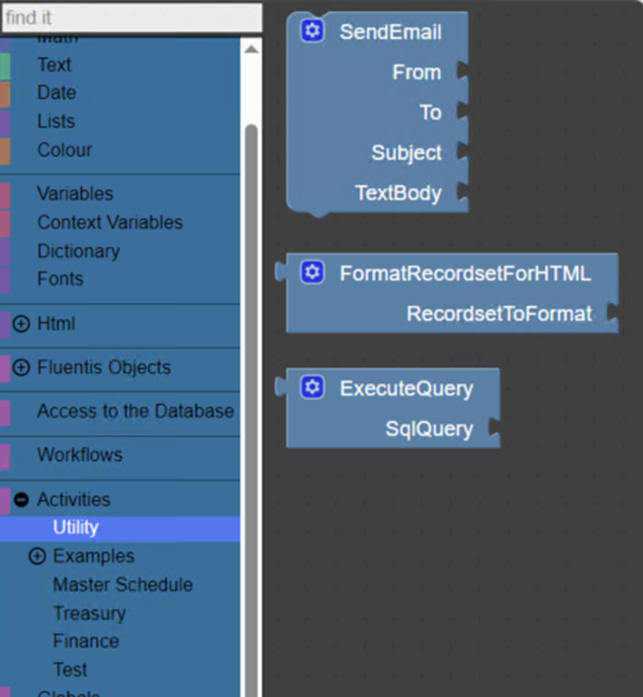 find it
Math
Text
Date
Lists
Colour
Variables
Context Variables
Dictionary
Fonts
Html
Fluentis Objects
Access to the Database
Workflows
Activities
Utility
Examples
Master Schedule
Treasury
Finance
Test
Globals
SendEmail
From
To
Subject
TextBody
FormatRecordsetForHTML
RecordsetToFormat
ExecuteQuery
SqlQuery